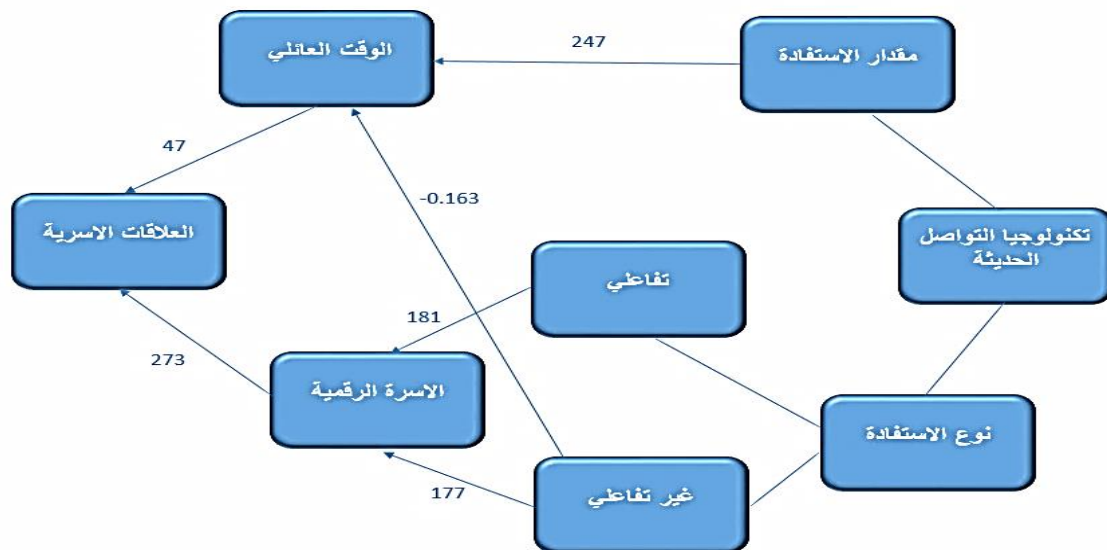 مقدار الاستفادة
247
الوقت العائلي
47
-0.163
العلاقات الاسرية
تكنولوجيا التواصل
الحديثة
تفاعلي
181
273
الاسرة الرقمية
نوع الاستفادة
غير تفاعلي
177